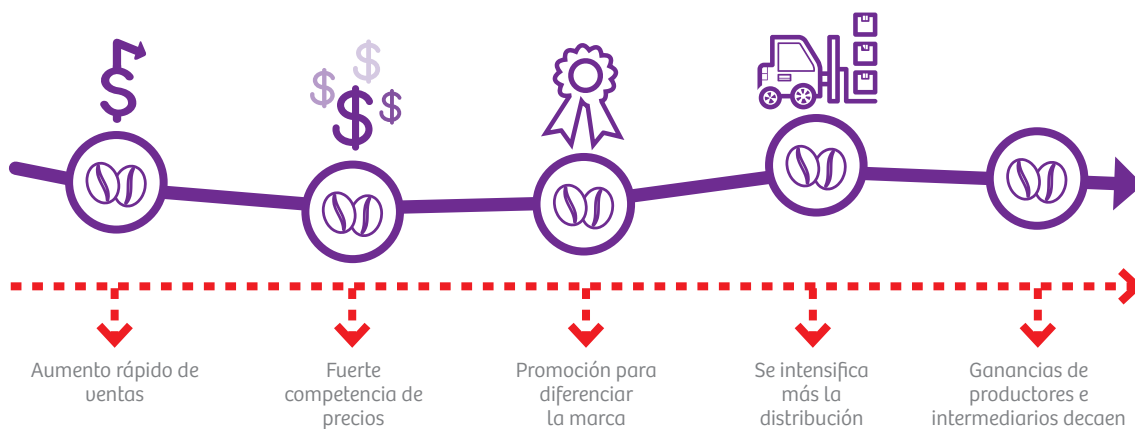 $
$
$
$
$
Aumento rápido de
ventas
Fuerte
competencia de
precios
Promoción para
diferenciar
la marca
Se intensifica
más la
distribución
Ganancias de
productores e
intermediarios decaen